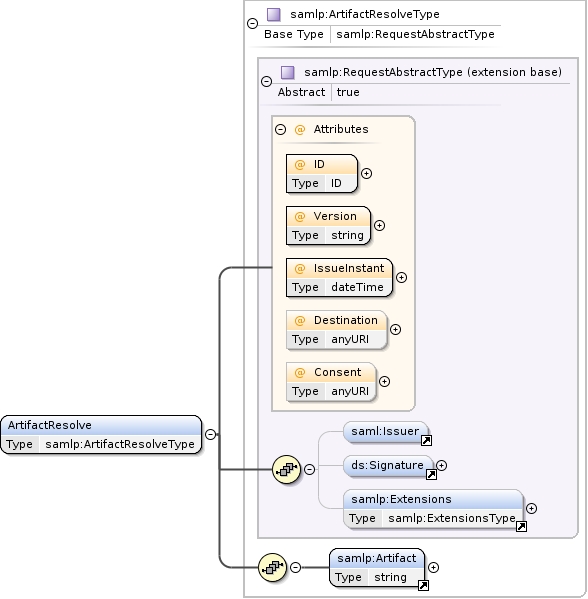 samlp:ArtifactResolveType
Base Type samlp:RequestAbstractType
samlp:RequestAbstractType (extension base)
Abstract true
@ Attributes
@ ID
Type ID
@ Version
Type string
@ IssueInstant
Type dateTime
@ Destination
Type anyURI
@ Consent
Type anyURI
ArtifactResolve
Type samlp:ArtifactResolveType
saml:Issuer
ds:Signature
samlp:Extensions
Type samlp:ExtensionsType
samlp:Artifact
Type string